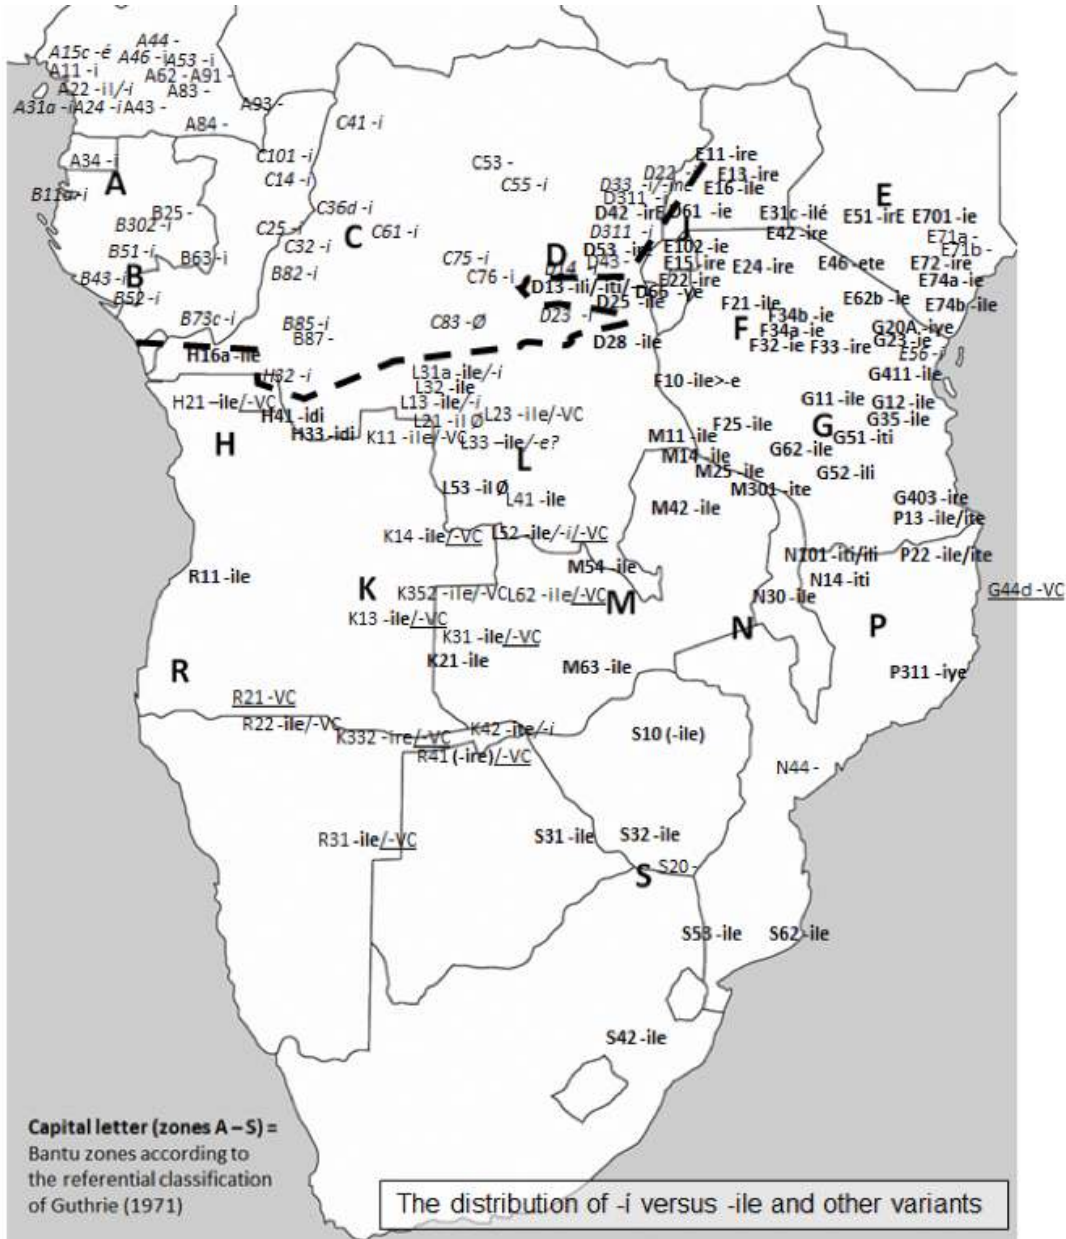 A44 -
A15c -é A46 -i A53 -i
A11 -i A62 - A91 -
A22 -il/-i A83 -
A31a -i A24 -i A43 - A93 -
A84 - C41 -i
A34 -i C101 -i C53 - E11 -ire
A C14 -i C55 -i D22 D33 E13 -ire
E16 -ile
B11a -i D311 -i E
B25 - C36d -i D42 -irE D61 -ie E31c -ilé E51 -irE E701 -ie
B302 -i C25 -i C C61 -i D311 -i J E42 -ire E71a -
B51 -i B63 -i C32 -i C75 -i D D53 E102 -ie E71b -
B D43 - E15 -ire E24 -ire E46 -ete E72 -ire
B43 -i B82 -i C76 -i D14 E22 -ire E74a -ie
D13 -ili/-iti/ D66 -ye
B52 -i D25 -ile F21 -ile E62b -ie E74b -ile
B73c -i B85 -i C83 -Ø D23 -i F34b -ie
B87 - F F34a -ie G20A -iye
H16a -ile D28 -ile F32 -ie F33 -ire G23 -ie
E56 -i
H32 -i L31a -ile/-i F10 -ile>-e G411 -ile
L32 -ile
H21 –ile/-VC L13 -ile/-i G11 -ile G12 -ile
H41 -idi L21 -il Ø L23 -ile/-VC F25 -ile G G35 -ile
H H33 -idi K11 -ile/-VC L33 –ile/-e? M11 -ile G51 -iti
L M14 -ile G62 -ile
M25 -ile G52 -ili
L53 -il Ø L41 -ile M301 -ite
M42 -ile G403 -ire
P13 -ile/ite
K14 -ile/-VC L52 -ile/-i/-VC
N101 -iti/ili P22 -ile/ite
R11 -ile M54 -ile N14 -iti
K K352 -ile/-VC L62 -ile/-VC M N30 -ile G44d -VC
K13 -ile/-VC N P
K31 -ile/-VC
R K21 -ile M63 -ile P311 -iye
R21 -VC
R22 -ile/-VC K332 -ire/-VC K42 -ite/-i S10 (-ile)
R41 (-ire)/-VC N44 -
R31 -ile/-VC S31 -ile S32 -ile
S S20 -
S53 -ile S62 -ile
S42 -ile
Capital letter (zones A – S) =
Bantu zones according to
the referential classification
of Guthrie (1971)
The distribution of -í versus -ile and other variants